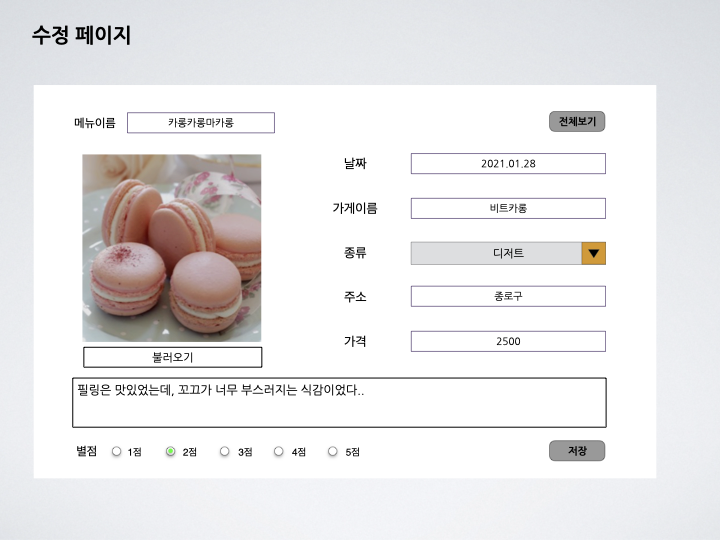 수정 페이지
메뉴이름 카롱카롱마카롱 전체보기
날짜 2021.01.28
가게이름 비트카롱
종류 디저트
주소 종로구
가격 2500
불러오기
필링은 맛있었는데, 꼬끄가 너무 부스러지는 식감이었다..
별점 1점 2점 3점 4점 5점 저장